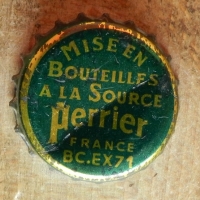 MISE EN
BOUTEILLES
A LA SOURCE
Perrier
FRANCE
BC.EX71